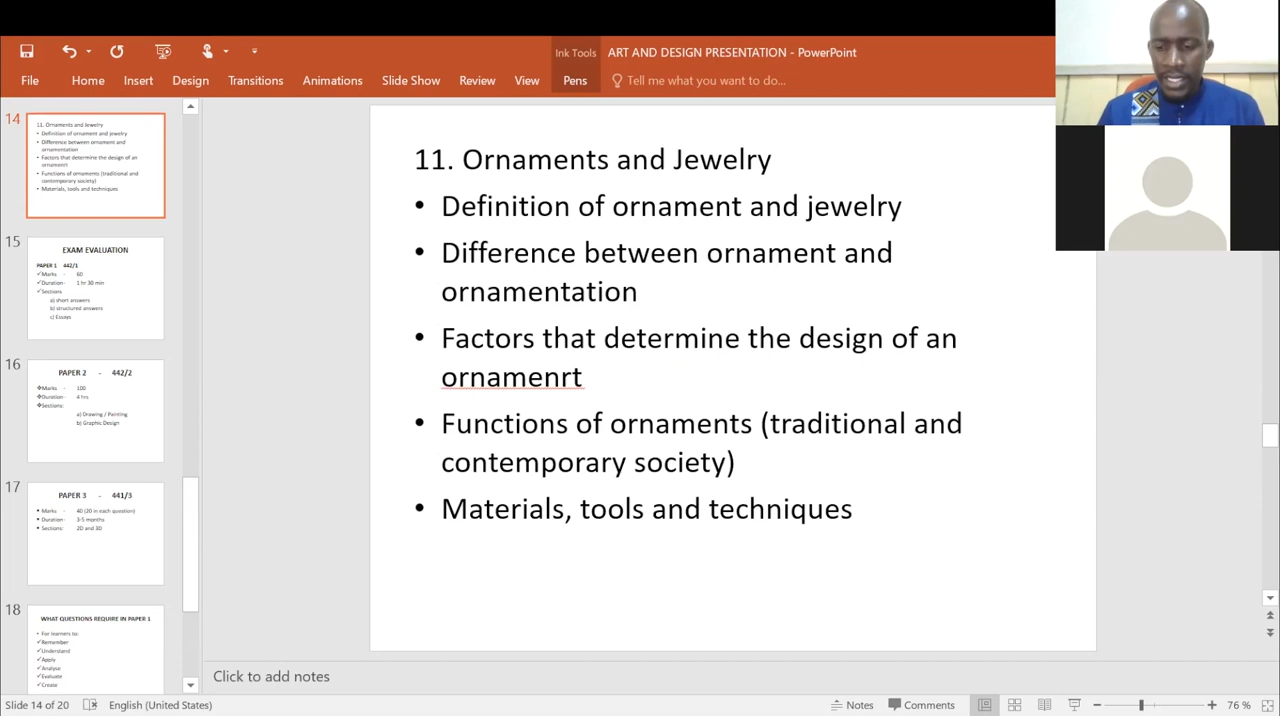 Ink Tools
ART AND DESIGN PRESENTATION - PowerPoint
File Home Insert Design Transitions Animations Slide Show Review View Pens Tell me what you want to do...
14
11. Ornaments and Jewelry
• Definition of ornament and jewelry
• Difference between ornament and
ornamentation
• Factors that determine the design of an
ornamenrt
• Functions of ornaments (traditional and
contemporary society)
• Materials, tools and techniques
15
EXAM EVALUATION
PAPER 1 442/1
✓Marks - 60
✓Duration- 1 hr 30 min
✓Sections
a) short answers
b) structured answers
c) Essays
16
PAPER 2 - 442/2
❖Marks - 100
❖Duration- 4 hrs
❖Sections:
a) Drawing / Painting
b) Graphic Design
17
PAPER 3 - 441/3
▪ Marks - 40 (20 in each question)
▪ Duration- 3-5 months
▪ Sections: 2D and 3D
18
WHAT QUESTIONS REQUIRE IN PAPER 1
• For learners to:
✓Remember
✓Understand
✓Apply
✓Analyse
✓Evaluate
✓Create
11. Ornaments and Jewelry
• Definition of ornament and jewelry
• Difference between ornament and
ornamentation
• Factors that determine the design of an
ornamenrt
• Functions of ornaments (traditional and
contemporary society)
• Materials, tools and techniques
Click to add notes
Slide 14 of 20 English (United States) Notes Comments 76 %